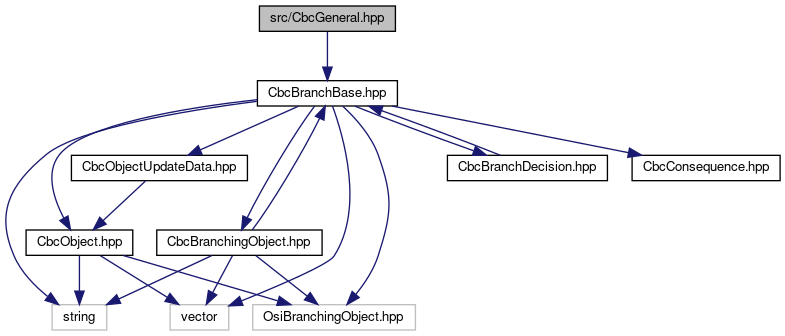 src/CbcGeneral.hpp
CbcBranchBase.hpp
CbcObjectUpdateData.hpp
CbcBranchDecision.hpp
CbcConsequence.hpp
CbcObject.hpp
CbcBranchingObject.hpp
string
vector
OsiBranchingObject.hpp